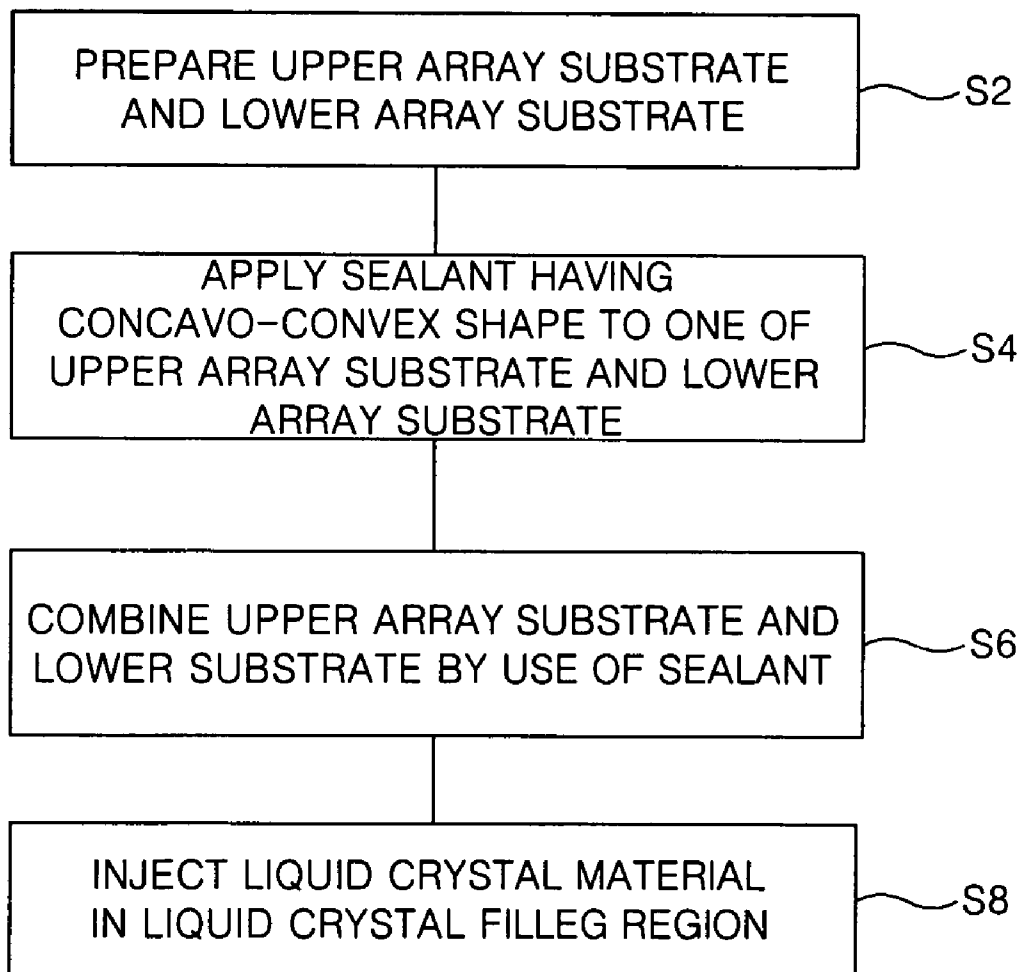 PREPARE UPPER ARRAY SUBSTRATE
AND LOWER ARRAY SUBSTRATE
S2
APPLY SEALANT HAVING
CONCAVO-CONVEX SHAPE TO ONE OF
UPPER ARRAY SUBSTRATE AND LOWER
ARRAY SUBSTRATE
S4
COMBINE UPPER ARRAY SUBSTRATE AND
LOWER SUBSTRATE BY USE OF SEALANT
S6
INJECT LIQUID CRYSTAL MATERIAL
IN LIQUID CRYSTAL FILLEG REGION
S8